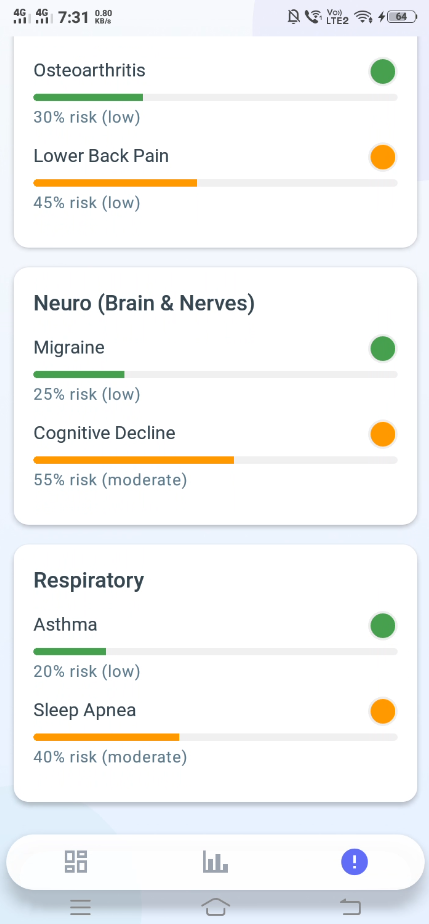 4G 4G 7:31 0.80 KB/s Vo) LTE2 64
Osteoarthritis
30% risk (low)
Lower Back Pain
45% risk (low)
Neuro (Brain & Nerves)
Migraine
25% risk (low)
Cognitive Decline
55% risk (moderate)
Respiratory
Asthma
20% risk (low)
Sleep Apnea
40% risk (moderate)